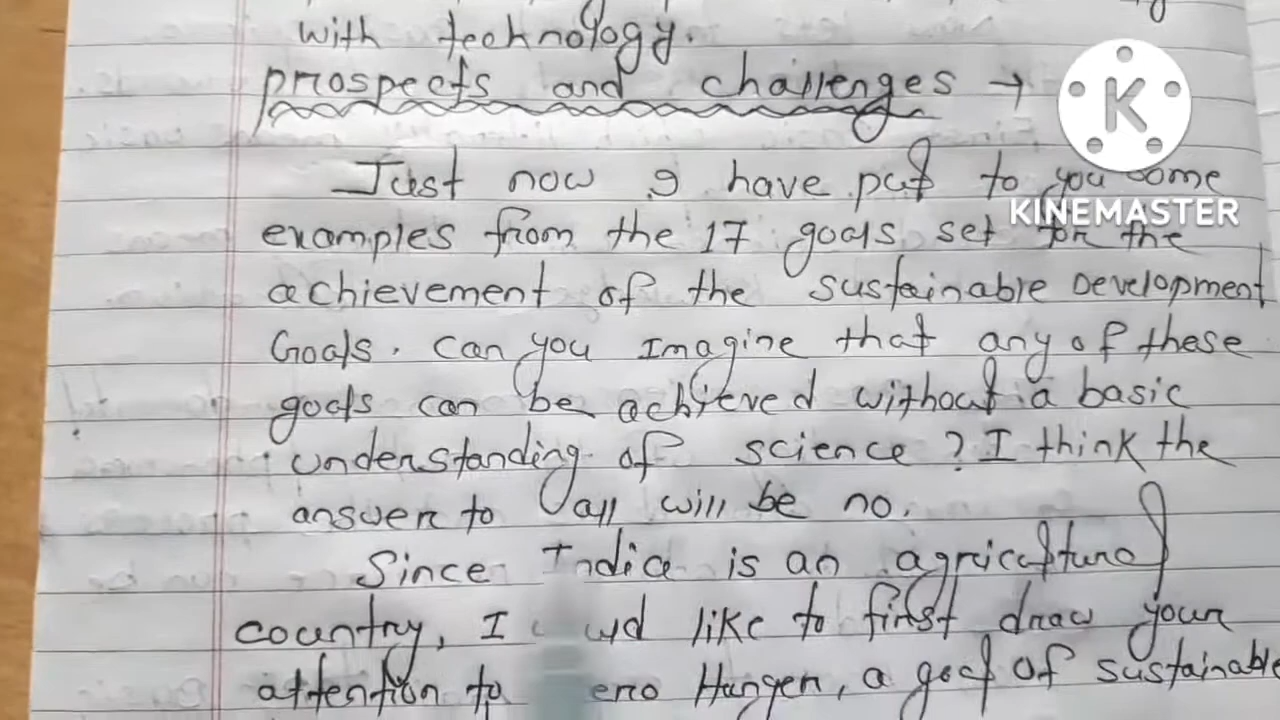 with technology.
prospects and challenges →
Just now I have put to you some
examples from the 17 goals set for the
achievement of the sustainable Development
Goals. Can you Imagine that any of these
goals can be achieved without a basic
understanding of science? I think the
answer to all will be no.
Since India is an agricultural
country, I like to first draw your
attention to Hunger, a goal of sustainable
K
KINEMASTER